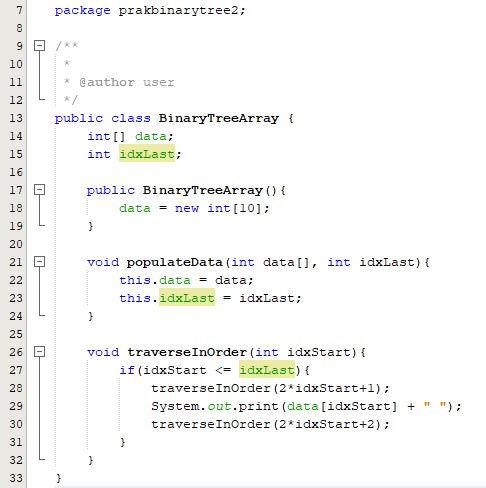 7 package prakbinarytree2;
8
9 /**
10 *
11 * @author user
12 */
13 public class BinaryTreeArray {
14 int[] data;
15 int idxLast;
16
17 public BinaryTreeArray(){
18 data = new int[10];
19 }
20
21 void populateData(int data[], int idxLast){
22 this.data = data;
23 this.idxLast = idxLast;
24 }
25
26 void traverseInOrder(int idxStart){
27 if(idxStart <= idxLast){
28 traverseInOrder(2*idxStart+1);
29 System.out.print(data[idxStart] + " ");
30 traverseInOrder(2*idxStart+2);
31 }
32 }
33 }